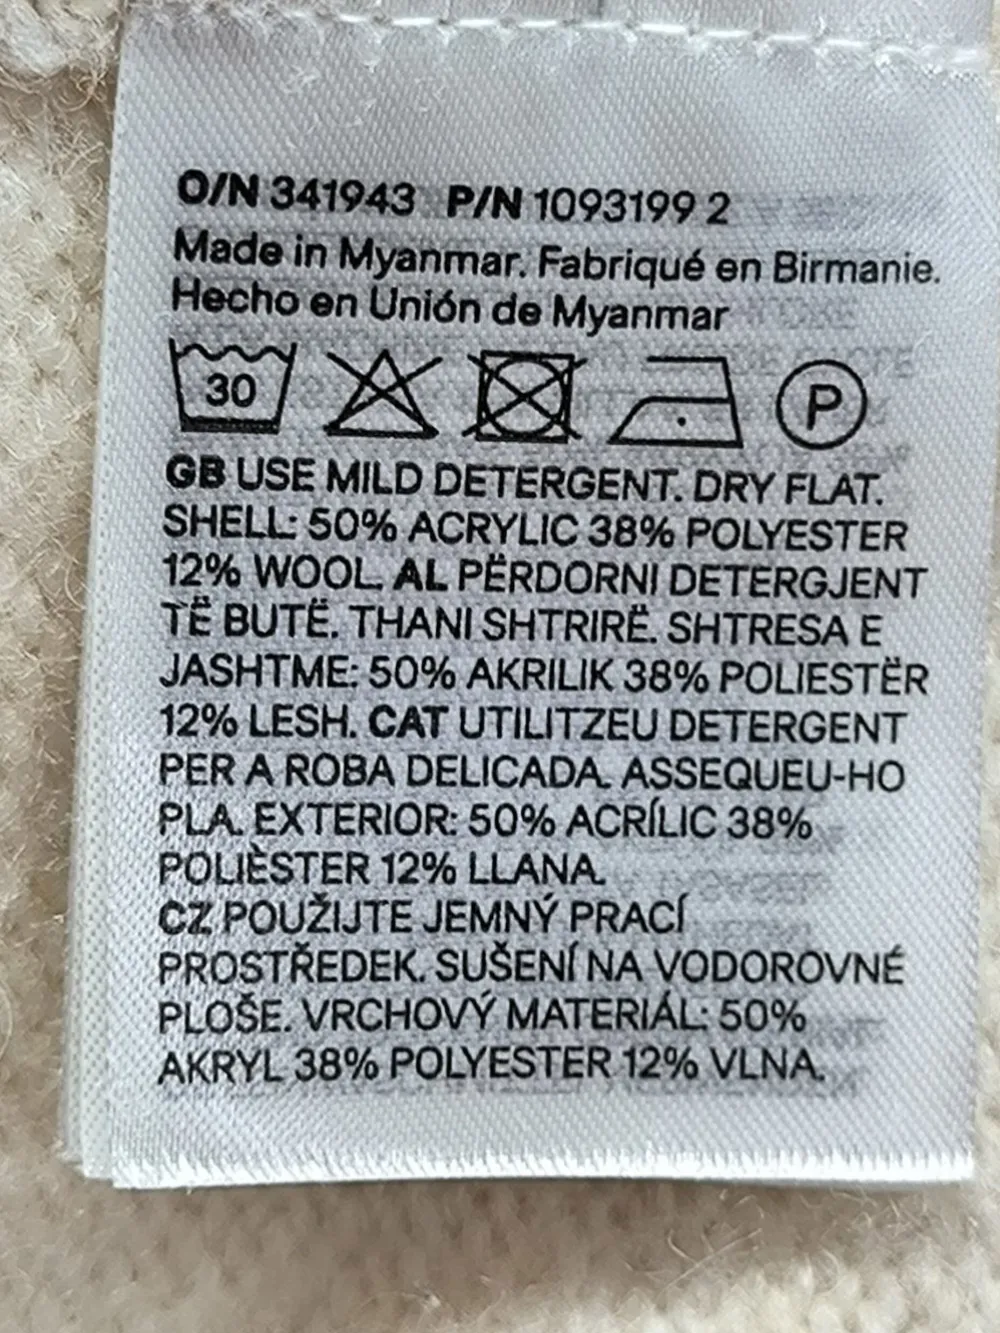 O/N 341943 P/N 1093199 2
Made in Myanmar. Fabriqué en Birmanie.
Hecho en Unión de Myanmar
30 P
GB USE MILD DETERGENT. DRY FLAT.
SHELL: 50% ACRYLIC 38% POLYESTER
12% WOOL. AL PËRDORNI DETERGJENT
TË BUTË. THANI SHTRIRË. SHTRESA E
JASHTME: 50% AKRILIK 38% POLIESTËR
12% LESH. CAT UTILITZEU DETERGENT
PER A ROBA DELICADA. ASSEQUEU-HO
PLA. EXTERIOR: 50% ACRÍLIC 38%
POLIÈSTER 12% LLANA.
CZ POUŽIJTE JEMNÝ PRACÍ
PROSTŘEDEK. SUŠENÍ NA VODOROVNÉ
PLOŠE. VRCHOVÝ MATERIÁL: 50%
AKRYL 38% POLYESTER 12% VLNA.